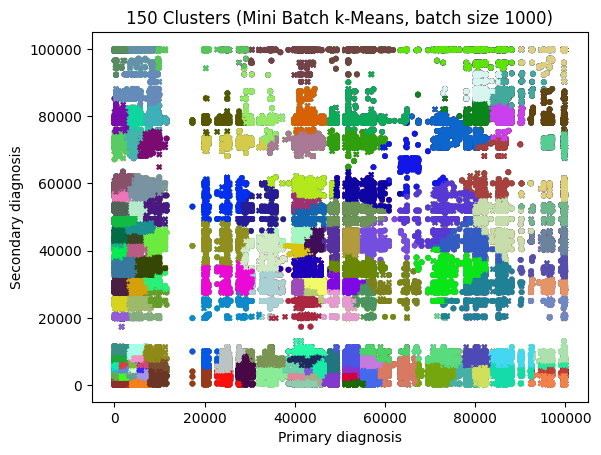 150 Clusters (Mini Batch k-Means, batch size 1000)
100000
80000
60000
40000
20000
0
Secondary diagnosis
0 20000 40000 60000 80000 100000
Primary diagnosis